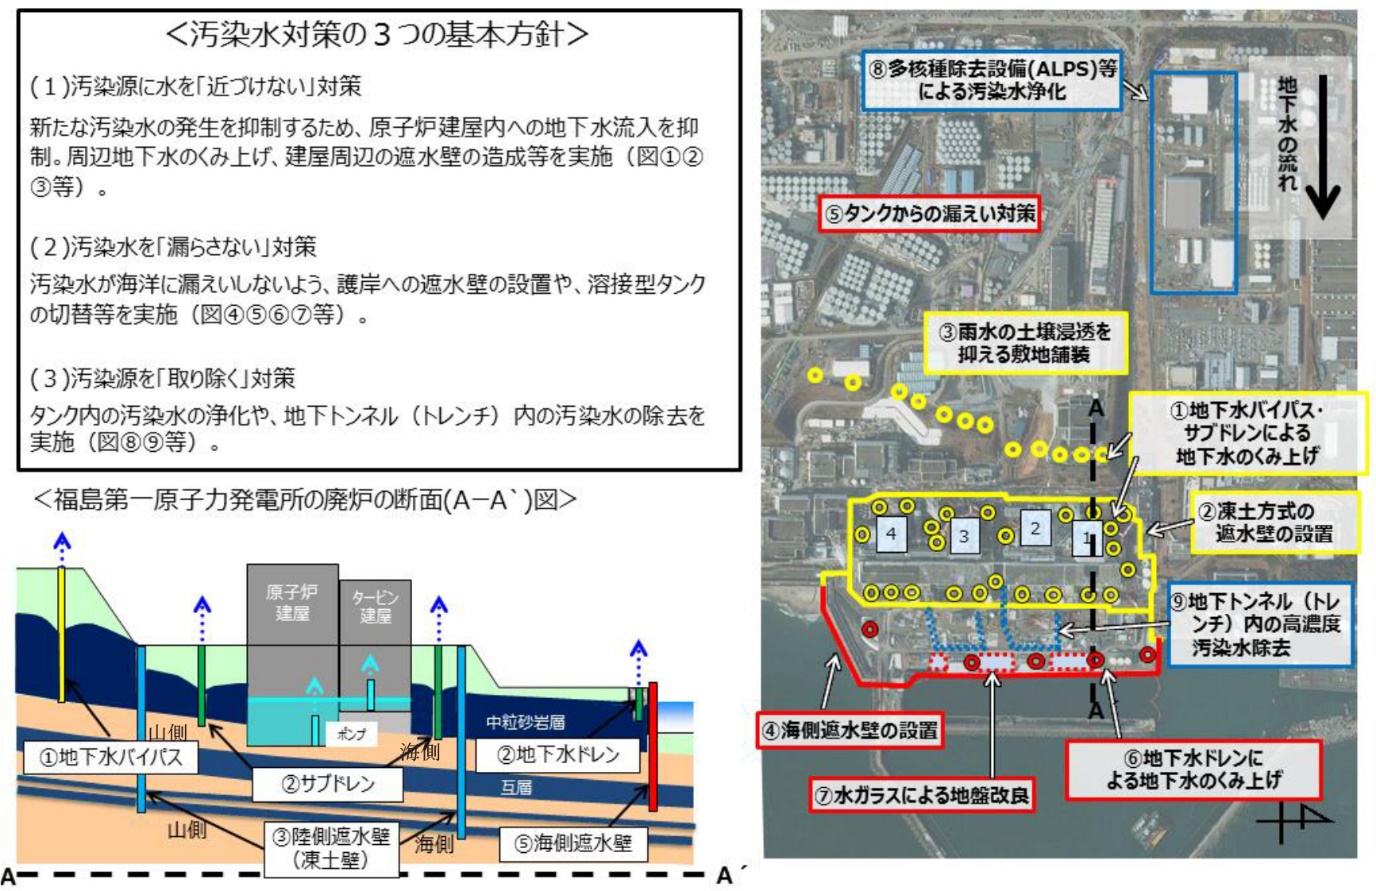 ＜汚染水対策の３つの基本方針＞
(１)汚染源に水を「近づけない」対策
新たな汚染水の発生を抑制するため、原子炉建屋内への地下水流入を抑
制。周辺地下水のくみ上げ、建屋周辺の遮水壁の造成等を実施（図①②
③等）。
(２)汚染水を「漏らさない」対策
汚染水が海洋に漏えいしないよう、護岸への遮水壁の設置や、溶接型タンク
の切替等を実施（図④⑤⑥⑦等）。
(３)汚染源を「取り除く」対策
タンク内の汚染水の浄化や、地下トンネル（トレンチ）内の汚染水の除去を
実施（図⑧⑨等）。
＜福島第一原子力発電所の廃炉の断面(A－A｀)図＞
原子炉
建屋
タービン
建屋
中粒砂岩層
ポンプ
山側
海側
①地下水バイパス
②サブドレン
②地下水ドレン
互層
山側
③陸側遮水壁
（凍土壁）
海側
⑤海側遮水壁
A
A´
⑧多核種除去設備(ALPS)等
による汚染水浄化
地下水の流れ
⑤タンクからの漏えい対策
③雨水の土壌浸透を
抑える敷地舗装
A
①地下水バイパス・
サブドレンによる
地下水のくみ上げ
②凍土方式の
遮水壁の設置
4
3
2
1
⑨地下トンネル（トレ
ンチ）内の高濃度
汚染水除去
A´
④海側遮水壁の設置
⑥地下水ドレンに
よる地下水のくみ上げ
⑦水ガラスによる地盤改良